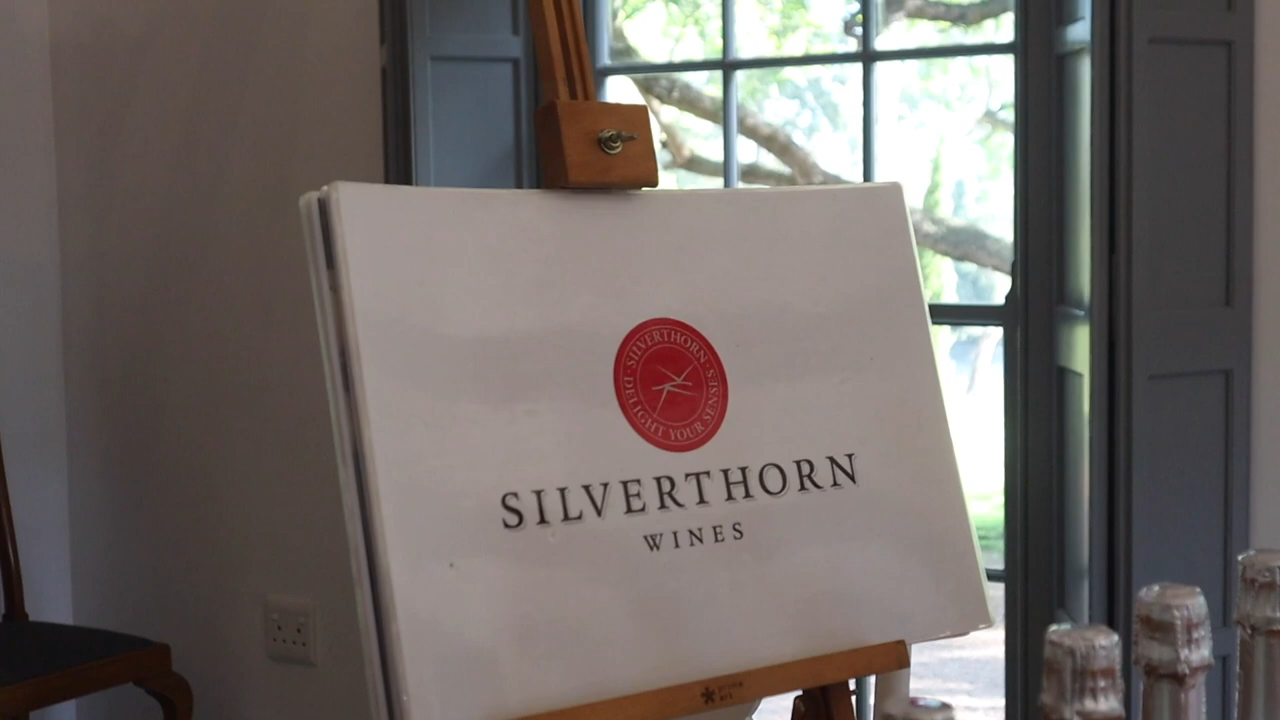 · SILVERTHORN ·
DELIGHT YOUR SENSES
SILVERTHORN
WINES